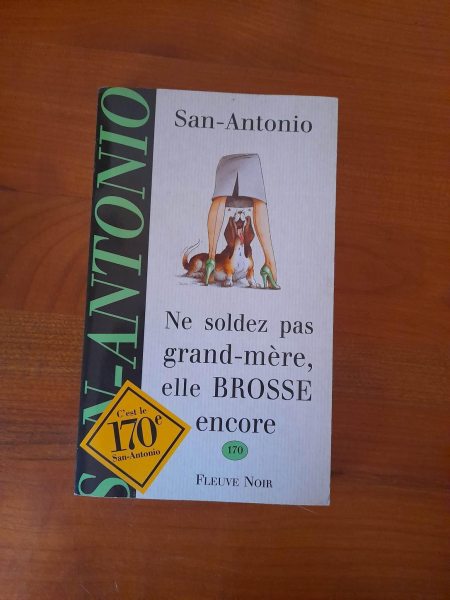 SAN-ANTONIO
San-Antonio
Ne soldez pas
grand-mère,
elle BROSSE
encore
170
C'est le
170e
San-Antonio
FLEUVE NOIR